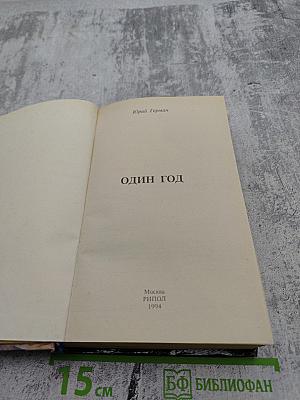 Юрий Герман
ОДИН ГОД
Москва
РИПОЛ
1994
15 см
БФ БИБЛИОФАН